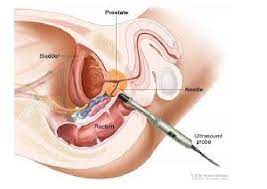 Prostate
Bladder
Needle
Rectum
Ultrasound
probe